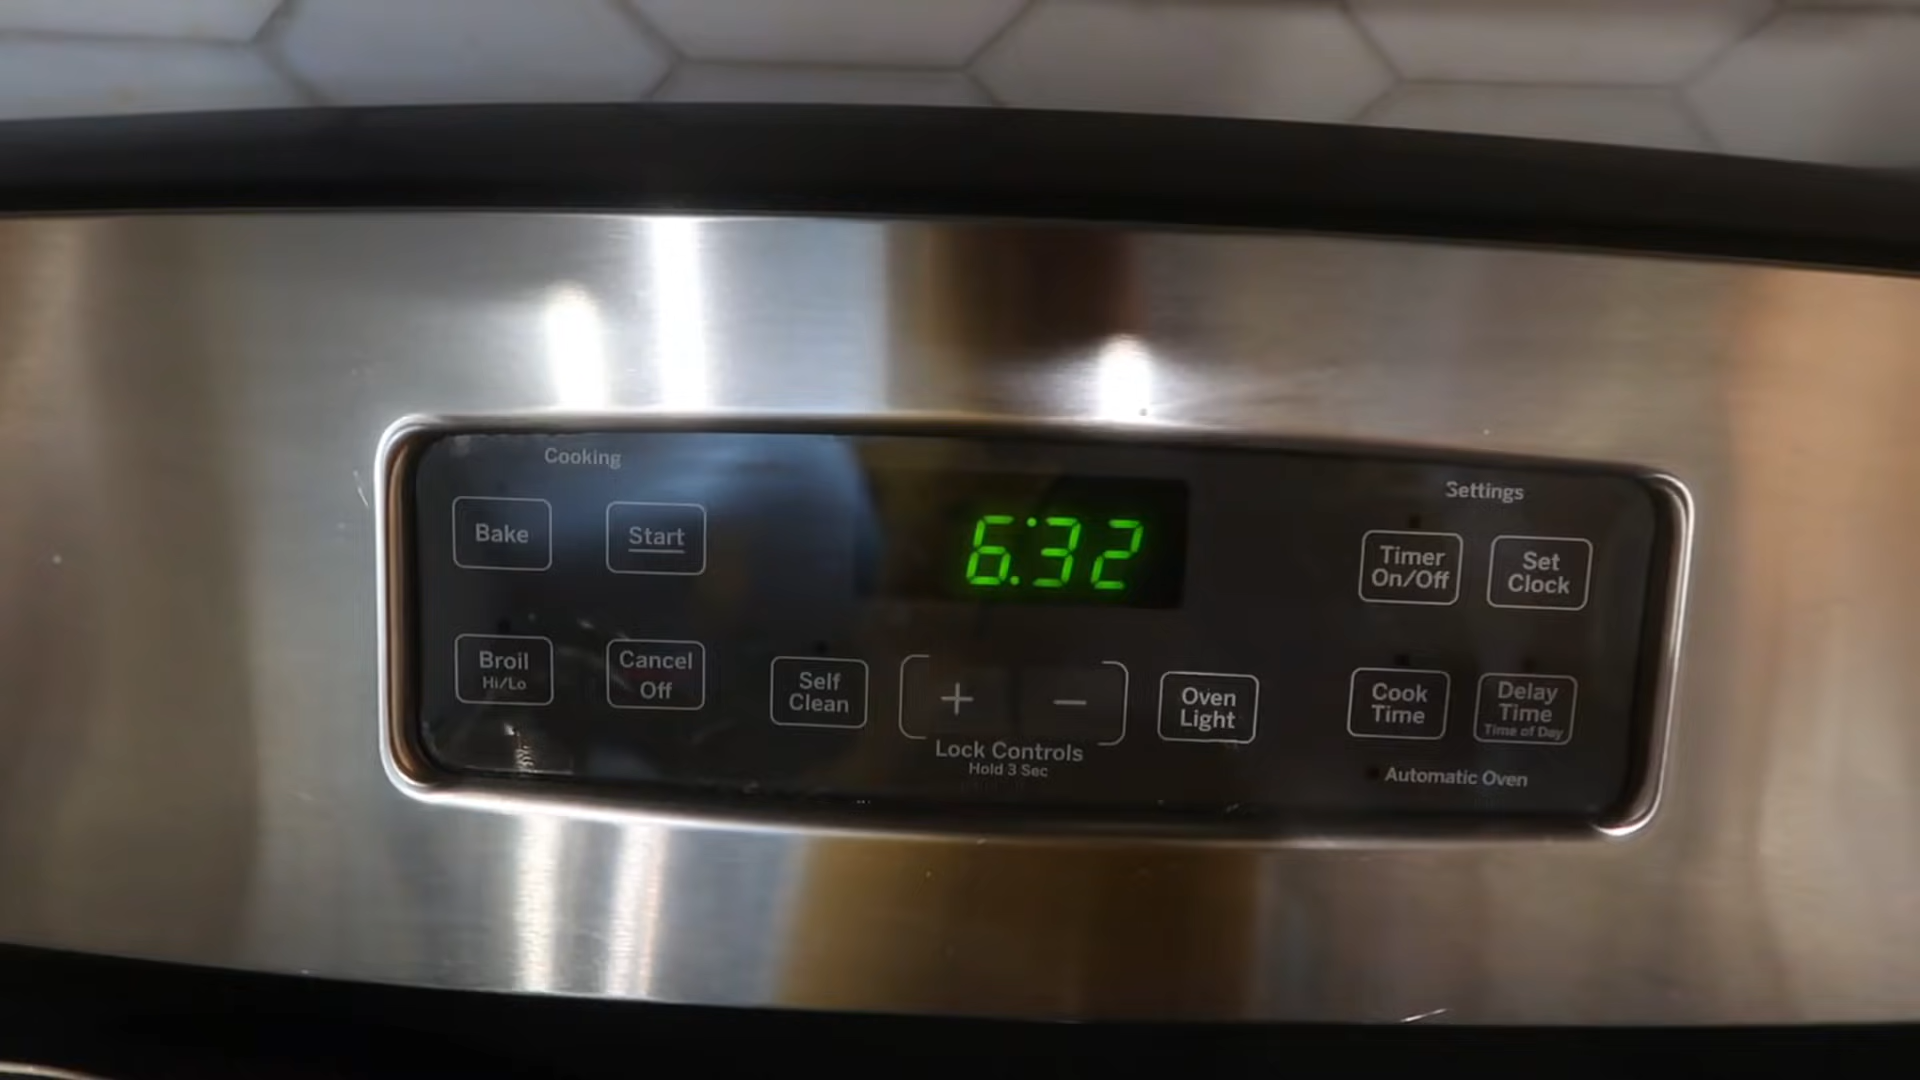 Cooking
Bake
Start
Broil
Hi/Lo
Cancel
Off
Self
Clean
6:32
+
−
Lock Controls
Hold 3 Sec
Oven
Light
Settings
Timer
On/Off
Set
Clock
Cook
Time
Delay
Time
Time of Day
Automatic Oven